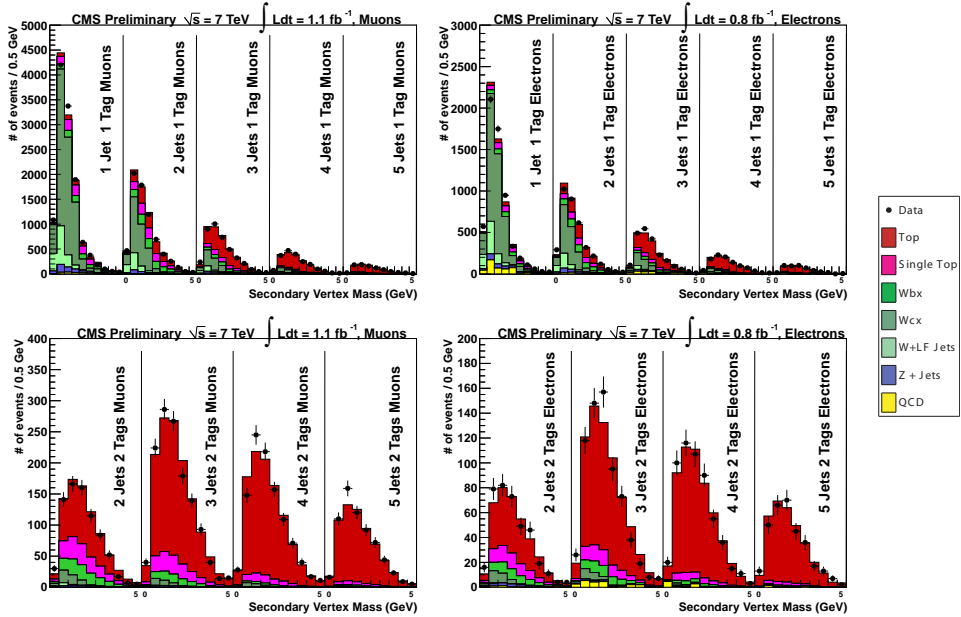 CMS Preliminary √s = 7 TeV ∫ Ldt = 1.1 fb⁻¹, Muons
# of events / 0.5 GeV
5000
4500
4000
3500
3000
2500
2000
1500
1000
500
0
1 Jet 1 Tag Muons
2 Jets 1 Tag Muons
3 Jets 1 Tag Muons
4 Jets 1 Tag Muons
5 Jets 1 Tag Muons
0
5
Secondary Vertex Mass (GeV)
CMS Preliminary √s = 7 TeV ∫ Ldt = 0.8 fb⁻¹, Electrons
# of events / 0.5 GeV
3000
2500
2000
1500
1000
500
0
1 Jet 1 Tag Electrons
2 Jets 1 Tag Electrons
3 Jets 1 Tag Electrons
4 Jets 1 Tag Electrons
5 Jets 1 Tag Electrons
0
5
Secondary Vertex Mass (GeV)
CMS Preliminary √s = 7 TeV ∫ Ldt = 1.1 fb⁻¹, Muons
# of events / 0.5 GeV
400
350
300
250
200
150
100
50
0
2 Jets 2 Tags Muons
3 Jets 2 Tags Muons
4 Jets 2 Tags Muons
5 Jets 2 Tags Muons
5 0
5 0
5 0
5
Secondary Vertex Mass (GeV)
CMS Preliminary √s = 7 TeV ∫ Ldt = 0.8 fb⁻¹, Electrons
# of events / 0.5 GeV
200
180
160
140
120
100
80
60
40
20
0
2 Jets 2 Tags Electrons
3 Jets 2 Tags Electrons
4 Jets 2 Tags Electrons
5 Jets 2 Tags Electrons
5 0
5 0
5 0
5
Secondary Vertex Mass (GeV)
Data
Top
Single Top
Wbx
Wcx
W+LF Jets
Z + Jets
QCD